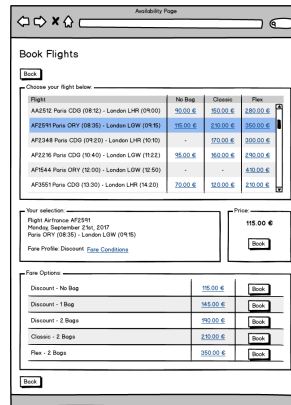 Availability Page
Book Flights
Book
Choose your flight below:
Flight No Bag Classic Flex
AA2512 Paris CDG (08:12) - London LHR (09:00) 90.00 € 150.00 € 280.00 €
AF2591 Paris ORY (08:35) - London LGW (09:15) 115.00 € 210.00 € 350.00 €
AF2348 Paris CDG (09:20) - London LHR (10:10) - 170.00 € 300.00 €
AF2216 Paris CDG (10:40) - London LGW (11:22) 95.00 € 160.00 € 290.00 €
AF1544 Paris ORY (12:00) - London LGW (12:50) - - 410.00 €
AF3551 Paris CDG (13:30) - London LHR (14:20) 70.00 € 120.00 € 210.00 €
Your selection:
Flight Airfrance AF2591
Monday, September 21st, 2017
Paris ORY (08:35) - London LGW (09:15)
Fare Profile: Discount Fare Conditions
Price:
115.00 €
Book
Fare Options:
Discount - No Bag 115.00 € Book
Discount - 1 Bag 145.00 € Book
Discount - 2 Bags 190.00 € Book
Classic - 2 Bags 210.00 € Book
Flex - 2 Bags 350.00 € Book
Book